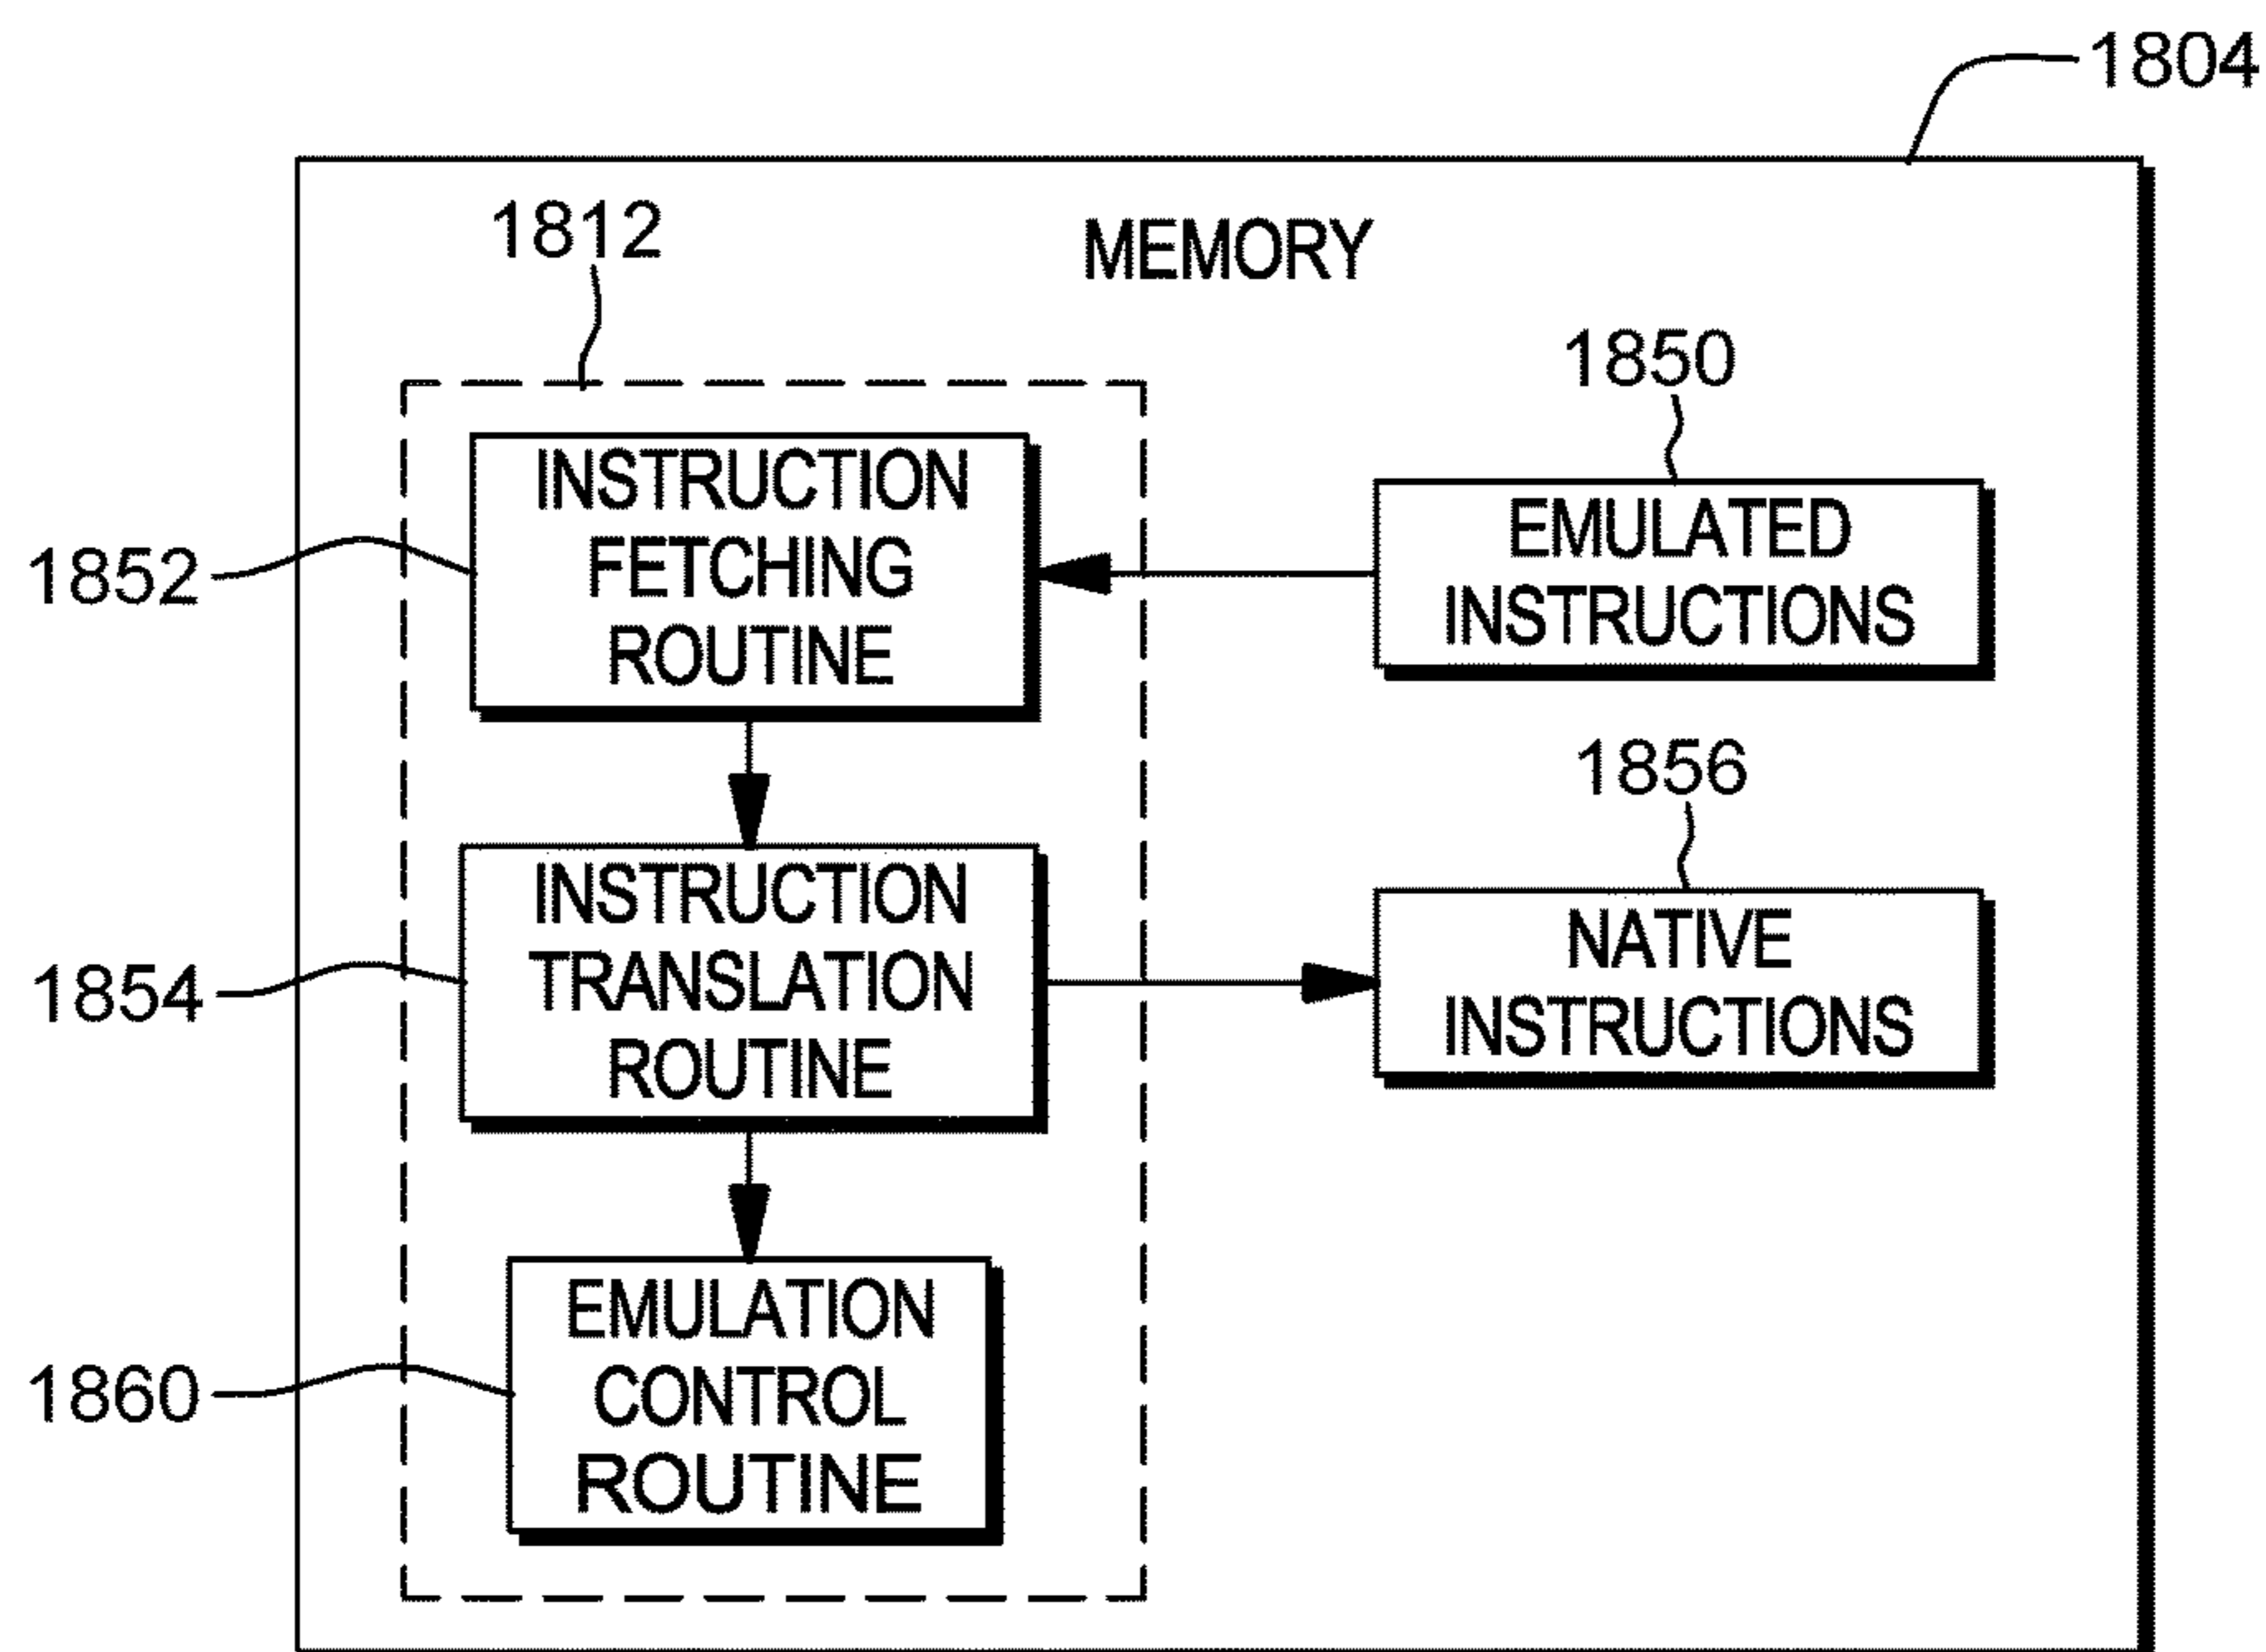 1804
1812
MEMORY
1850
INSTRUCTION
FETCHING
ROUTINE
EMULATED
INSTRUCTIONS
1852
1856
INSTRUCTION
TRANSLATION
ROUTINE
NATIVE
INSTRUCTIONS
1854
EMULATION
CONTROL
ROUTINE
1860